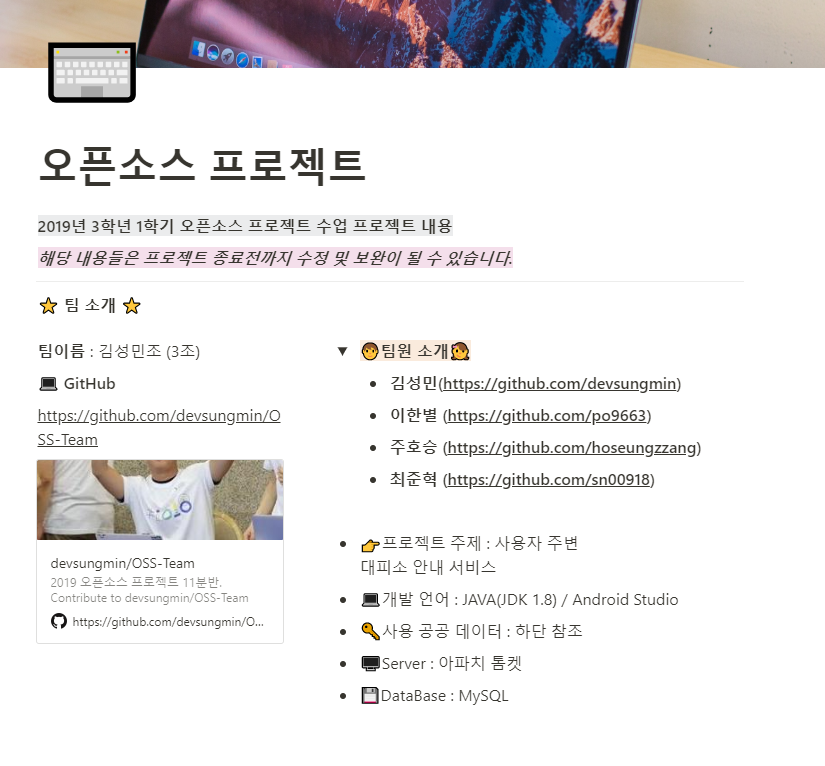 오픈소스 프로젝트
2019년 3학년 1학기 오픈소스 프로젝트 수업 프로젝트 내용
해당 내용들은 프로젝트 종료전까지 수정 및 보완이 될 수 있습니다.
⭐ 팀 소개 ⭐
팀이름 : 김성민조 (3조)
💻 GitHub
https://github.com/devsungmin/O
SS-Team
devsungmin/OSS-Team
2019 오픈소스 프로젝트 11분반.
Contribute to devsungmin/OSS-Team
https://github.com/devsungmin/O...
▼ 🧑팀원 소개👧
• 김성민(https://github.com/devsungmin)
• 이한별 (https://github.com/po9663)
• 주호승 (https://github.com/hoseungzzang)
• 최준혁 (https://github.com/sn00918)
• 👉프로젝트 주제 : 사용자 주변
대피소 안내 서비스
• 💻개발 언어 : JAVA(JDK 1.8) / Android Studio
• 🔑사용 공공 데이터 : 하단 참조
• 🖥Server : 아파치 톰켓
• 💾DataBase : MySQL